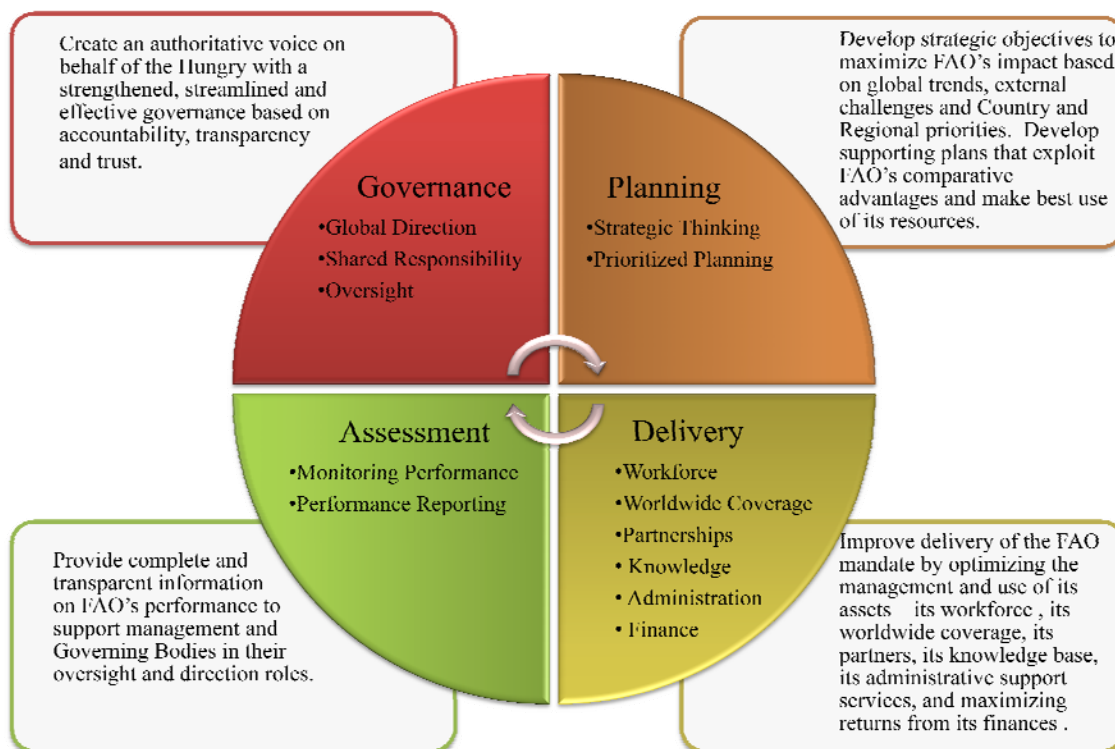 Create an authoritative voice on
behalf of the Hungry with a
strengthened, streamlined and
effective governance based on
accountability, transparency
and trust.
Develop strategic objectives to
maximize FAO's impact based
on global trends, external
challenges and Country and
Regional priorities.  Develop
supporting plans that exploit
FAO's comparative
advantages and make best use
of its resources.
Governance
•Global Direction
•Shared Responsibility
•Oversight
Planning
•Strategic Thinking
•Prioritized Planning
Assessment
•Monitoring Performance
•Performance Reporting
Delivery
•Workforce
•Worldwide Coverage
•Partnerships
• Knowledge
• Administration
• Finance
Provide complete and
transparent information
on FAO's performance to
support management and
Governing Bodies in their
oversight and direction roles.
Improve delivery of the FAO
mandate by optimizing the
management and use of its
assets   its workforce , its
worldwide coverage, its
partners, its knowledge base,
its administrative support
services, and maximizing
returns from its finances .